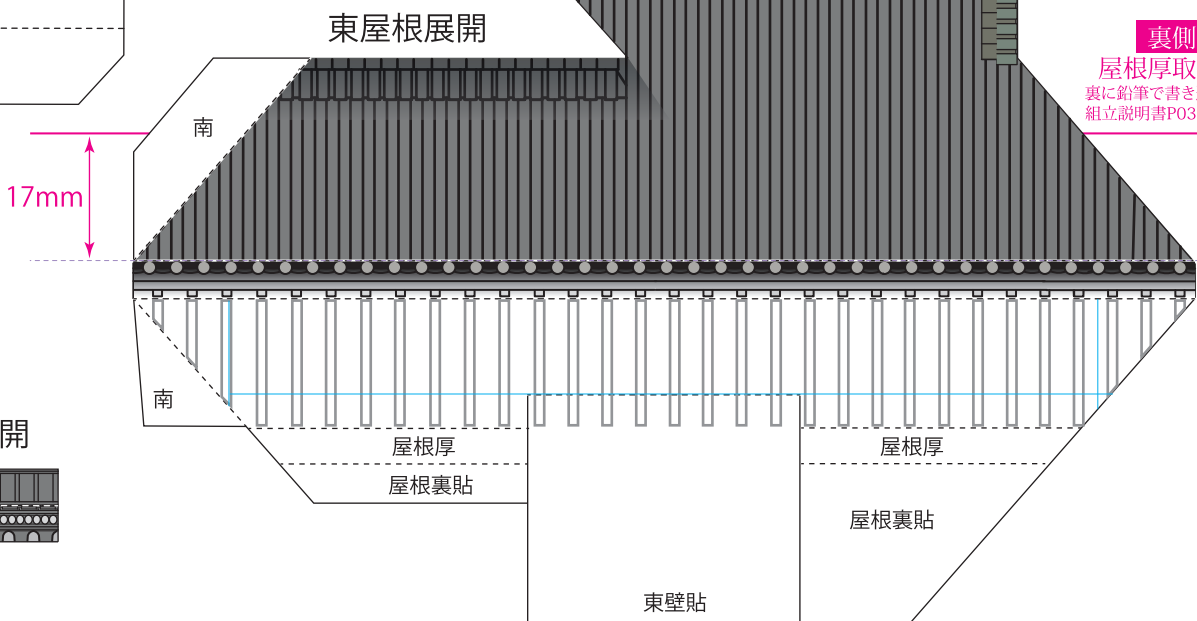 東屋根展開
裏側
屋根厚取
裏に鉛筆で書き
組立説明書P03
南
17mm
南
開
屋根厚
屋根厚
屋根裏貼
屋根裏貼
東壁貼